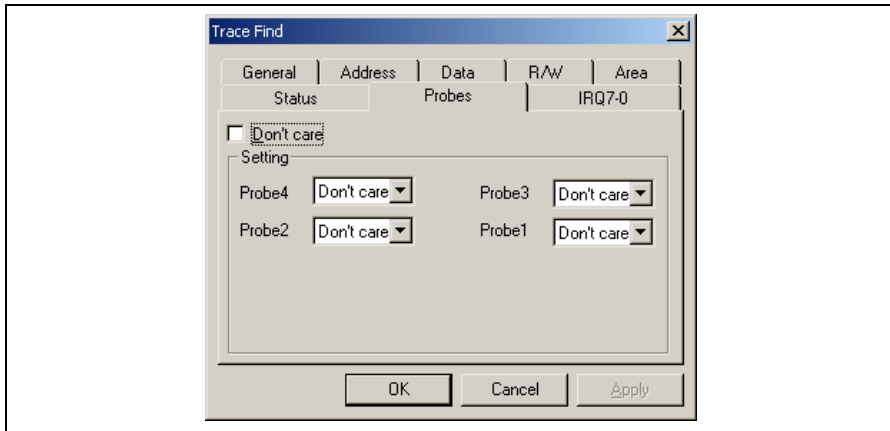 Trace Find
General Address Data R/W Area
Status Probes IRQ7-0
Don't care
Setting
Probe4 Don't care Probe3 Don't care
Probe2 Don't care Probe1 Don't care
OK Cancel Apply